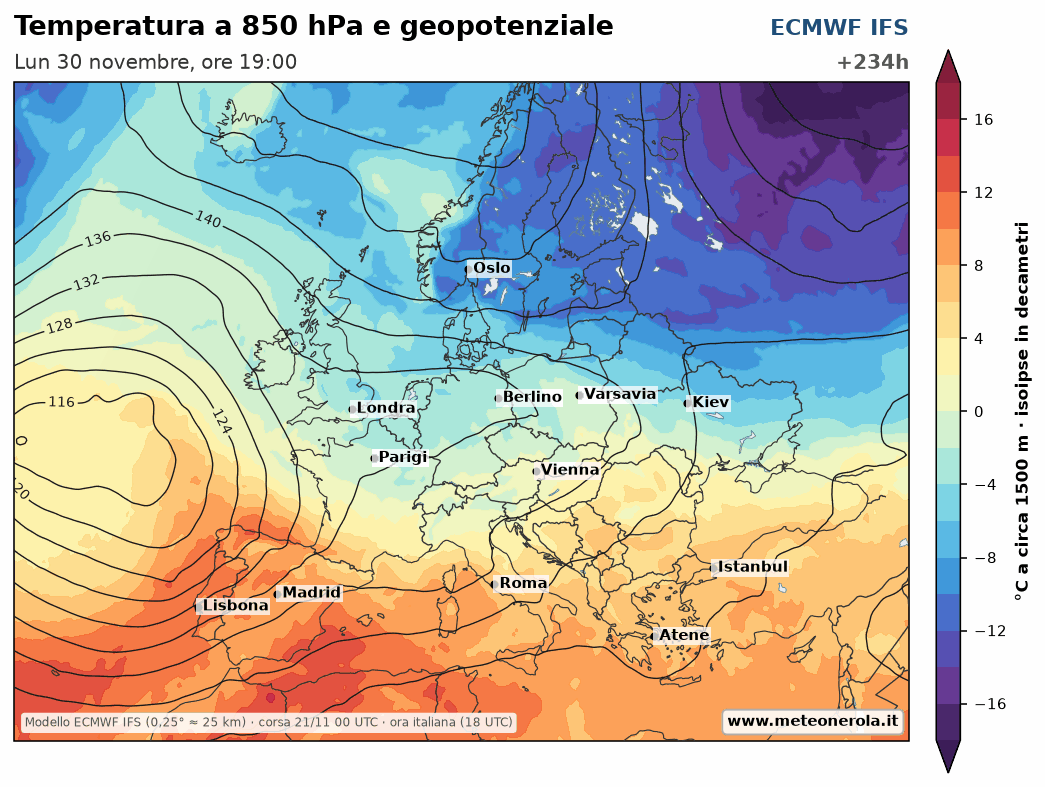 Temperatura a 850 hPa e geopotenziale
ECMWF IFS
Lun 30 novembre, ore 19:00
+234h
140
136
132
128
124
116
O
20
0
Oslo
Londra
Berlino
Varsavia
Kiev
Parigi
Vienna
Istanbul
Roma
Madrid
Lisbona
Atene
16
12
8
4
0
−4
−8
−12
−16
°C a circa 1500 m · isoipse in decametri
Modello ECMWF IFS (0,25° ≈ 25 km) · corsa 21/11 00 UTC · ora italiana (18 UTC)
www.meteonerola.it